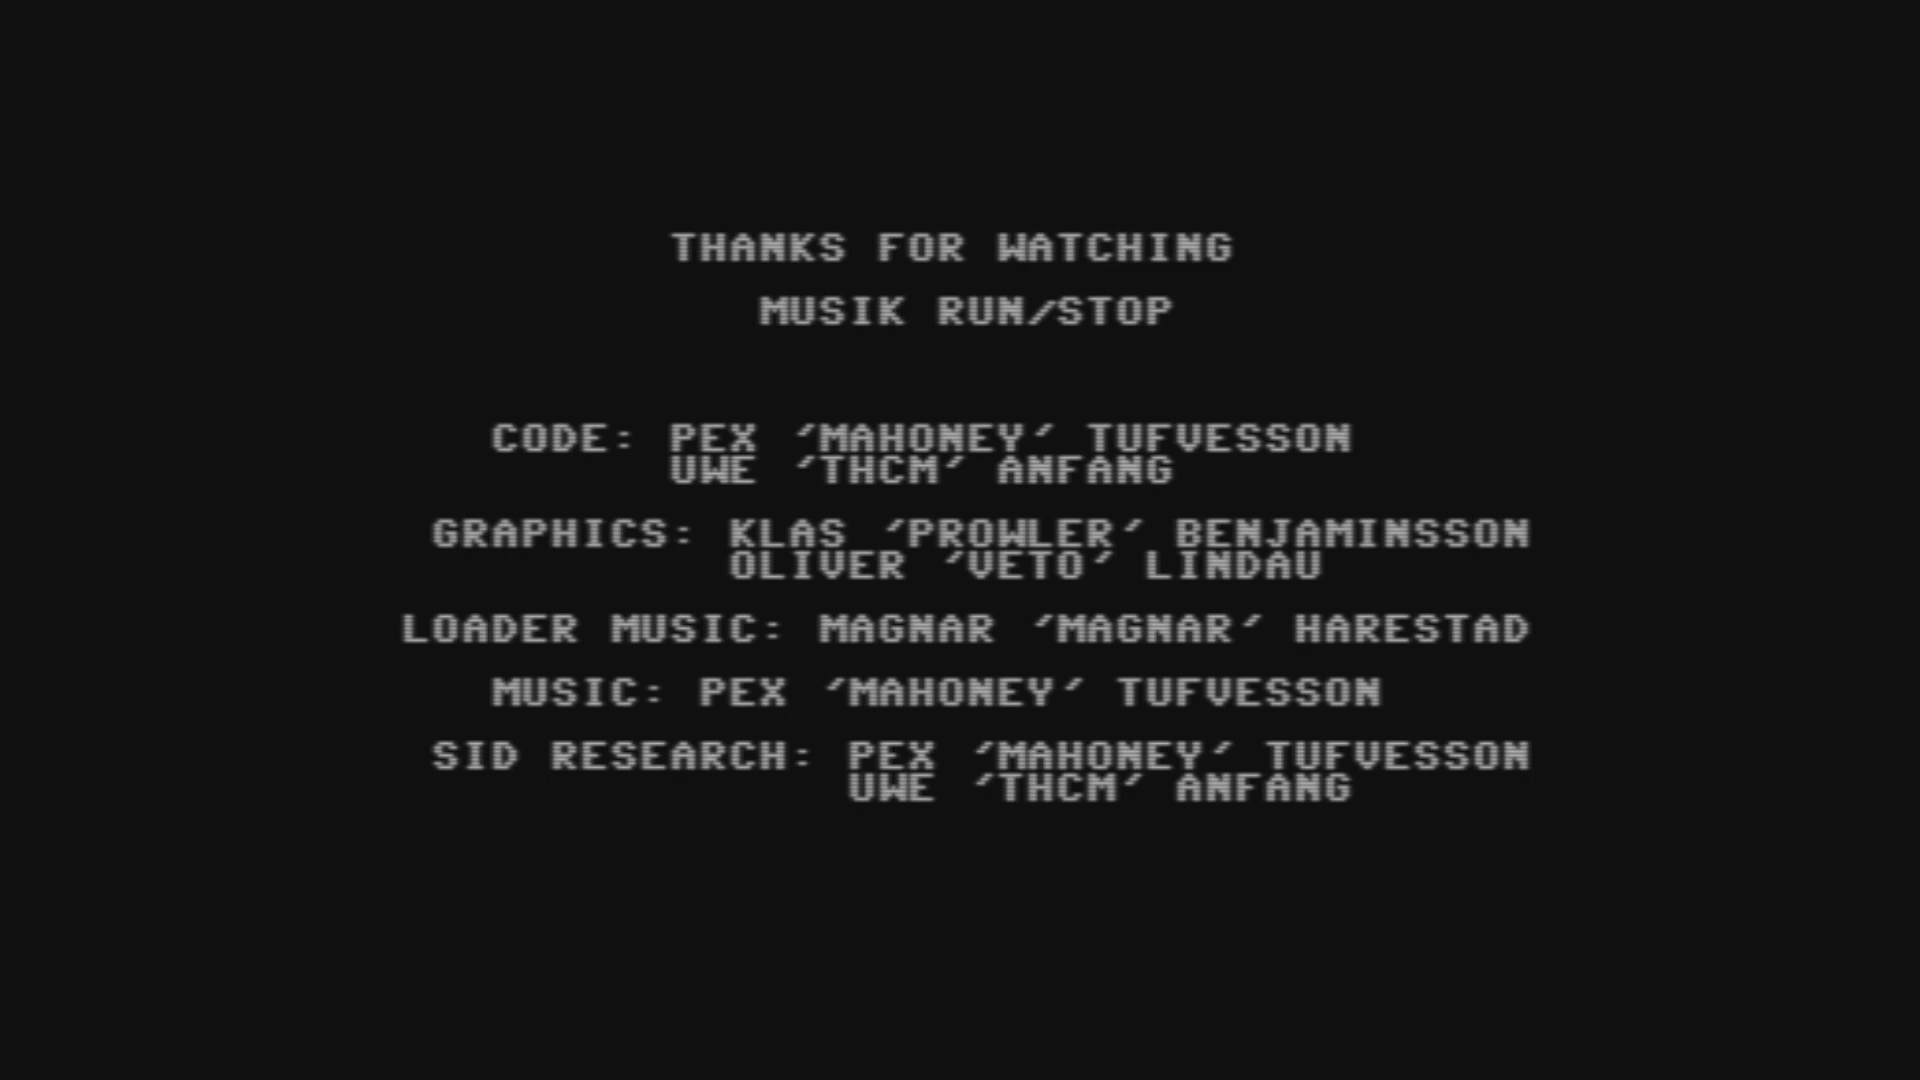 THANKS FOR WATCHING
MUSIK RUN/STOP
CODE: PEX 'MAHONEY' TUFVESSON
UWE 'THCM' ANFANG
GRAPHICS: KLAS 'PROWLER' BENJAMINSSON
OLIVER 'VETO' LINDAU
LOADER MUSIC: MAGNAR 'MAGNAR' HARESTAD
MUSIC: PEX 'MAHONEY' TUFVESSON
SID RESEARCH: PEX 'MAHONEY' TUFVESSON
UWE 'THCM' ANFANG